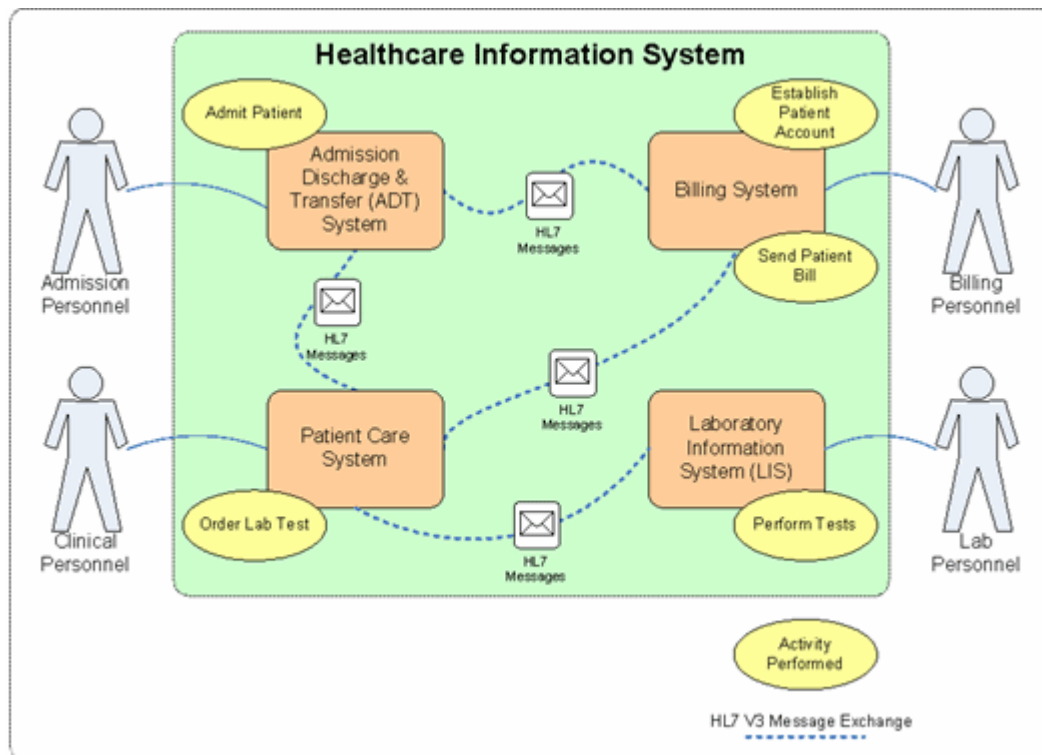 Healthcare Information System
Admit Patient
Establish
Patient
Account
Admission
Discharge &
Transfer (ADT)
System
Billing System
HL7
Messages
Send Patient
Bill
Admission
Personnel
Billing
Personnel
HL7
Messages
HL7
Messages
Patient Care
System
Laboratory
Information
System (LIS)
Order Lab Test
Perform Tests
Clinical
Personnel
HL7
Messages
Lab
Personnel
Activity
Performed
HL7 V3 Message Exchange